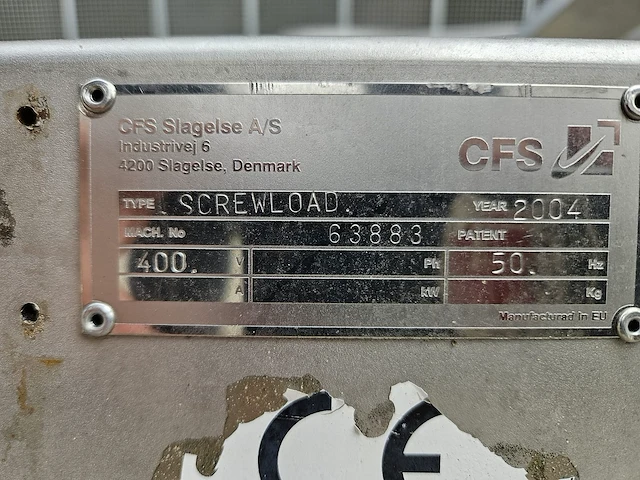 CFS Slagelse A/S
Industrivej 6
4200 Slagelse, Denmark
CFS
TYPE SCREWLOAD. YEAR 2004
MACH. No 63883 PATENT
400. V Ph 50. Hz
A kW Kg
Manufacturad in EU
CE